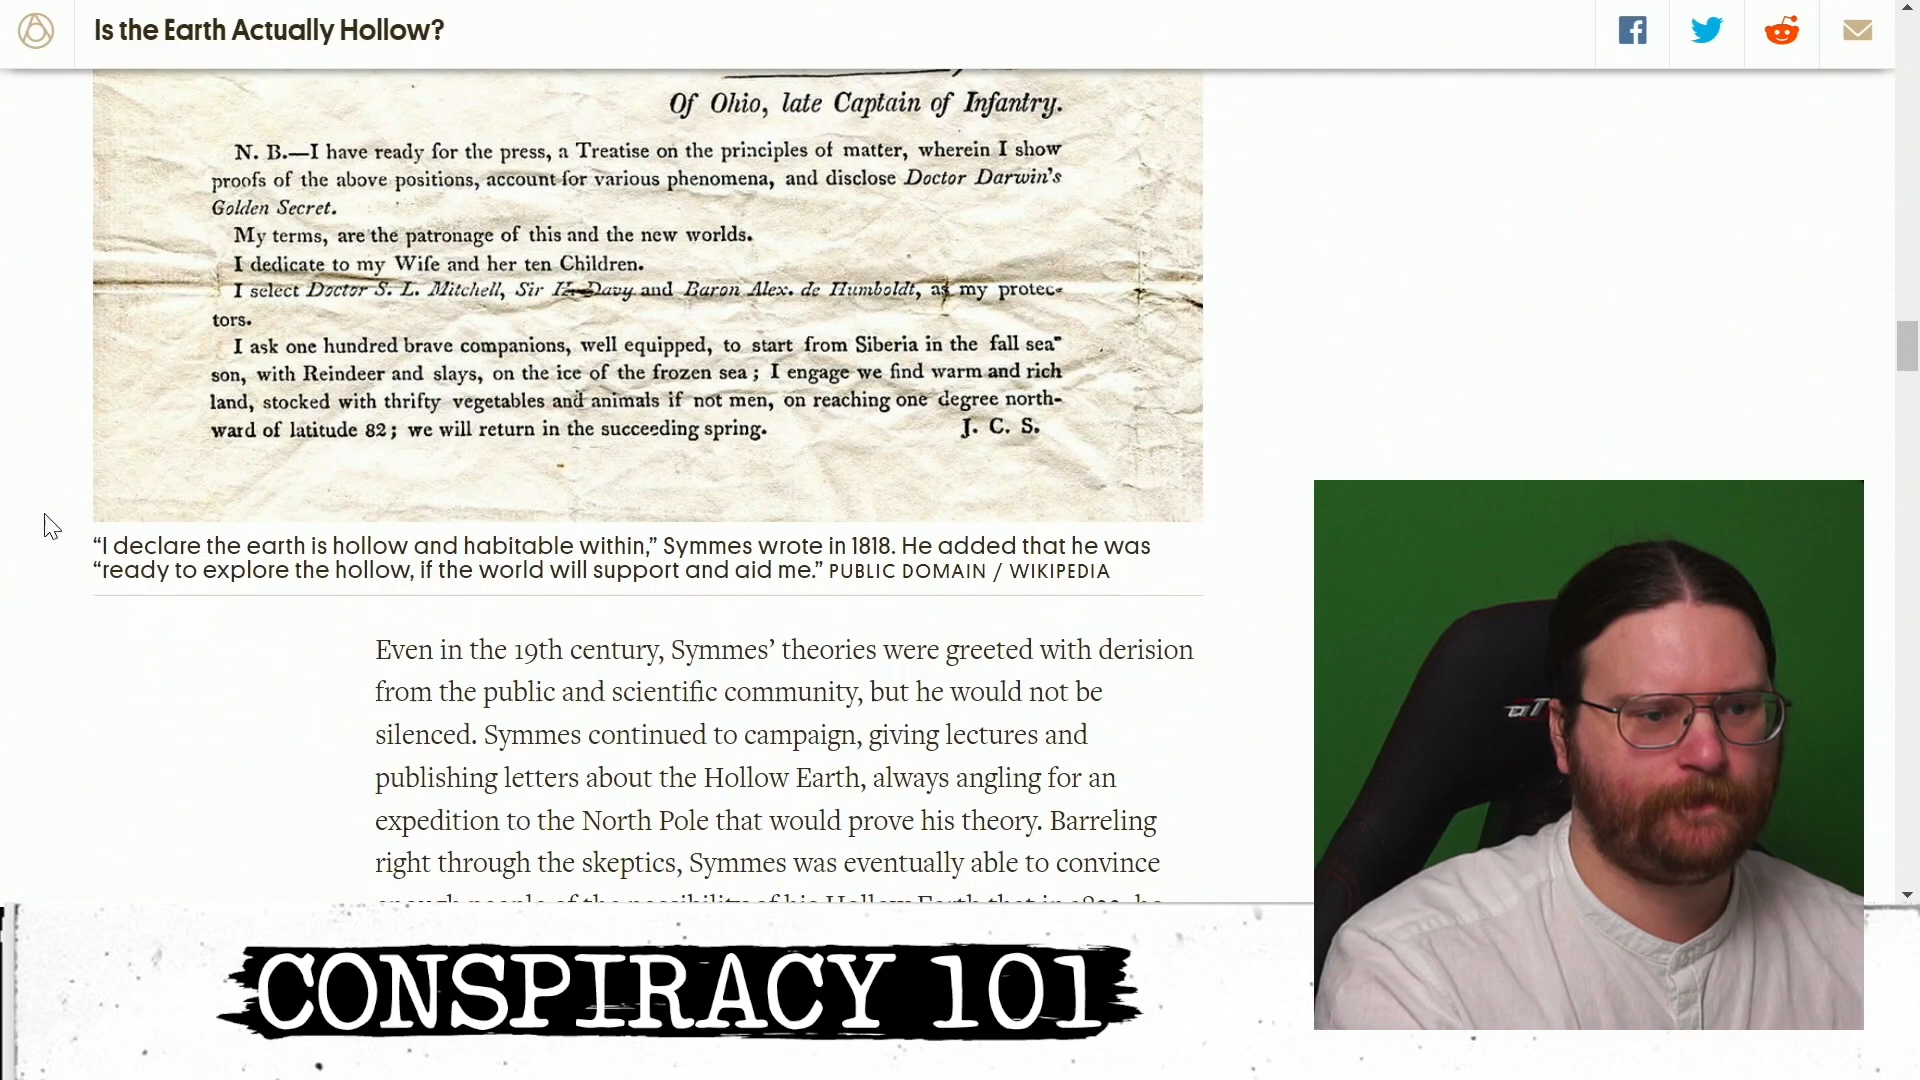 Is the Earth Actually Hollow?
Of Ohio, late Captain of Infantry.
N. B.—I have ready for the press, a Treatise on the principles of matter, wherein I show
proofs of the above positions, account for various phenomena, and disclose Doctor Darwin's
Golden Secret.
My terms, are the patronage of this and the new worlds.
I dedicate to my Wife and her ten Children.
I select Doctor S. L. Mitchell, Sir H. Davy and Baron Alex. de Humboldt, as my protec-
tors.
I ask one hundred brave companions, well equipped, to start from Siberia in the fall sea-
son, with Reindeer and slays, on the ice of the frozen sea; I engage we find warm and rich
land, stocked with thrifty vegetables and animals if not men, on reaching one degree north-
ward of latitude 82; we will return in the succeeding spring. J. C. S.
“I declare the earth is hollow and habitable within,” Symmes wrote in 1818. He added that he was
“ready to explore the hollow, if the world will support and aid me.” PUBLIC DOMAIN / WIKIPEDIA
Even in the 19th century, Symmes’ theories were greeted with derision
from the public and scientific community, but he would not be
silenced. Symmes continued to campaign, giving lectures and
publishing letters about the Hollow Earth, always angling for an
expedition to the North Pole that would prove his theory. Barreling
right through the skeptics, Symmes was eventually able to convince
CONSPIRACY 101